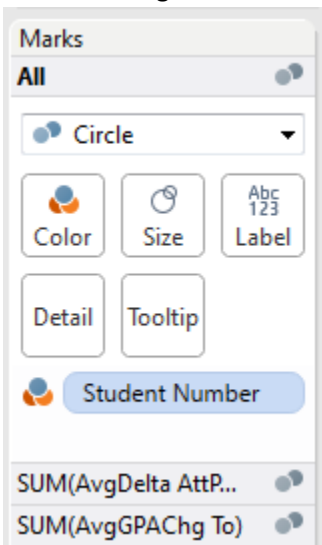 Marks
All
Circle
Color
Size
Abc
123
Label
Detail
Tooltip
Student Number
SUM(AvgDelta AttP...
SUM(AvgGPAChg To)